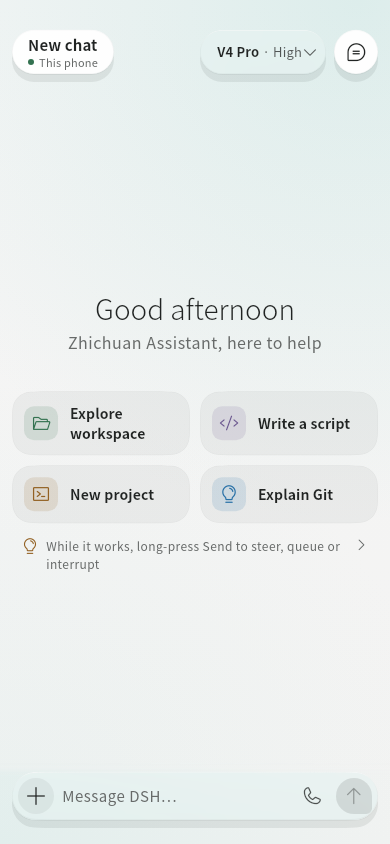 New chat
This phone
V4 Pro · High
Good afternoon
Zhichuan Assistant, here to help
Explore
workspace
Write a script
New project
Explain Git
While it works, long-press Send to steer, queue or
interrupt
Message DSH...